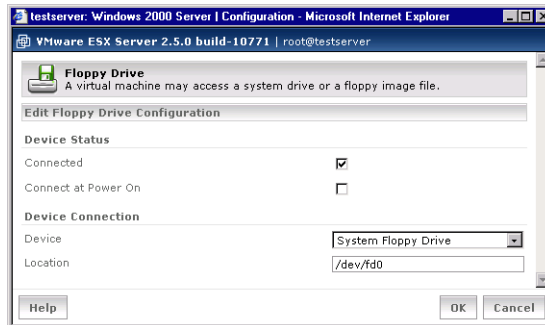 testserver: Windows 2000 Server | Configuration - Microsoft Internet Explorer
VMware ESX Server 2.5.0 build-10771 | root@testserver
Floppy Drive
A virtual machine may access a system drive or a floppy image file.
Edit Floppy Drive Configuration
Device Status
Connected
Connect at Power On
Device Connection
Device System Floppy Drive
Location /dev/fd0
Help OK Cancel